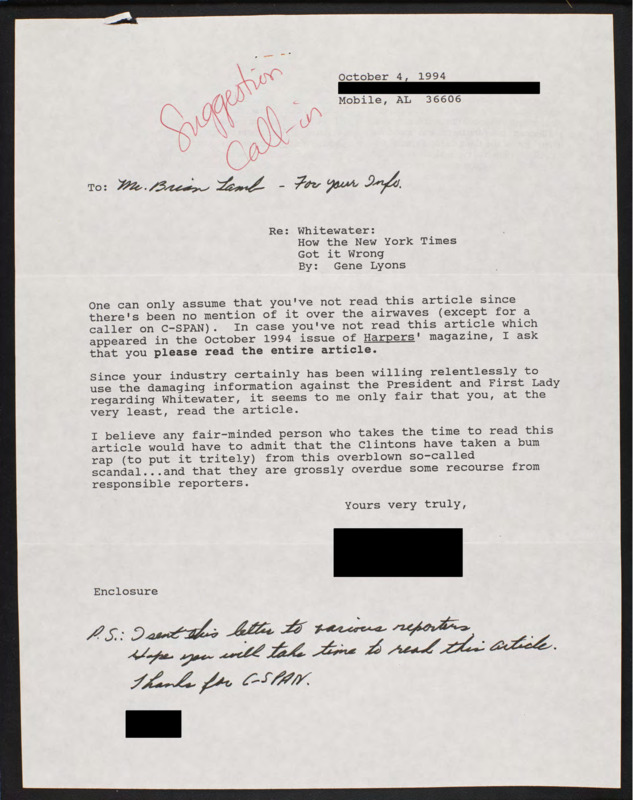 Suggestion
Call-in
October 4, 1994
Mobile, AL 36606
To: Mr. Brian Lamb - For your Info.
Re: Whitewater:
How the New York Times
Got it Wrong
By: Gene Lyons
One can only assume that you've not read this article since
there's been no mention of it over the airwaves (except for a
caller on C-SPAN). In case you've not read this article which
appeared in the October 1994 issue of Harpers' magazine, I ask
that you please read the entire article.
Since your industry certainly has been willing relentlessly to
use the damaging information against the President and First Lady
regarding Whitewater, it seems to me only fair that you, at the
very least, read the article.
I believe any fair-minded person who takes the time to read this
article would have to admit that the Clintons have taken a bum
rap (to put it tritely) from this overblown so-called
scandal...and that they are grossly overdue some recourse from
responsible reporters.
Yours very truly,
Enclosure
P.S.: I sent this letter to various reporters
Hope you will take time to read this article.
Thanks for C-SPAN.